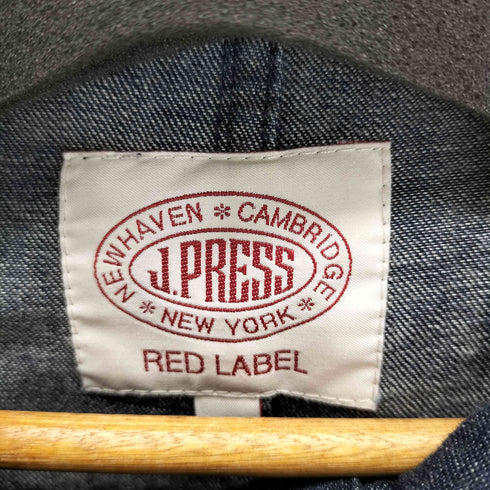 NEWHAVEN * CAMBRIDGE
J.PRESS
* NEW YORK *
RED LABEL